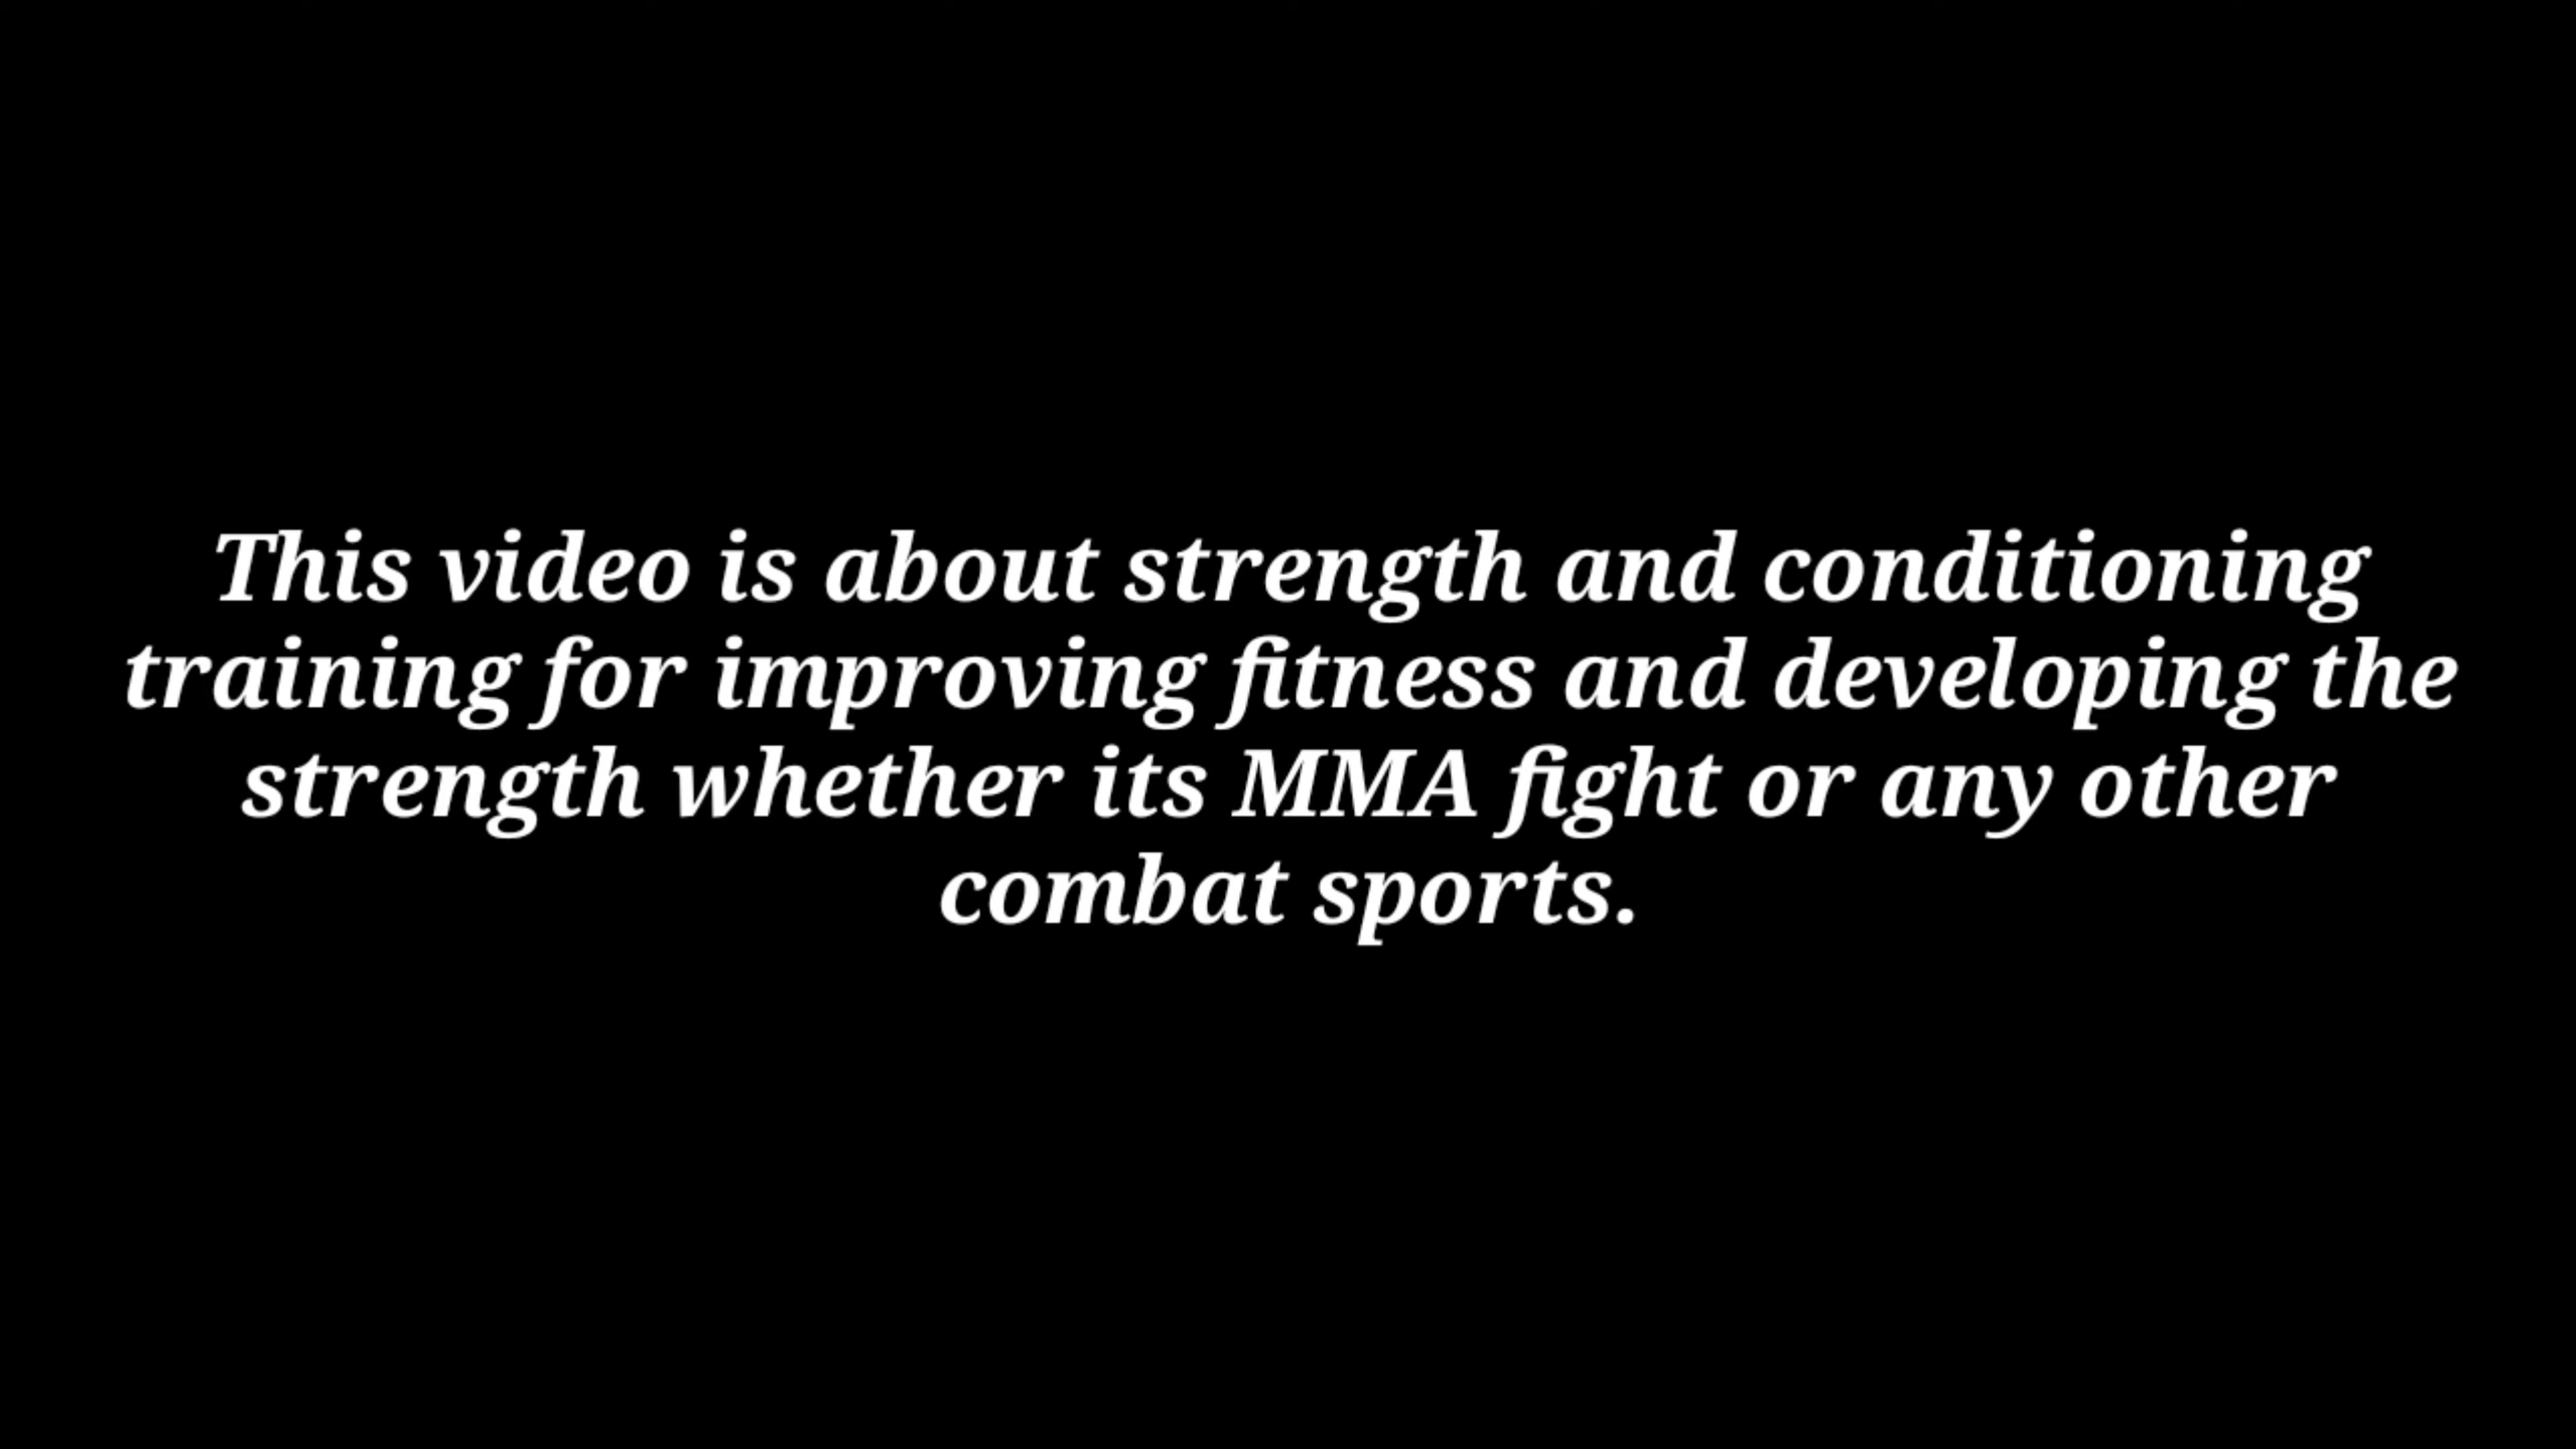 This video is about strength and conditioning
training for improving fitness and developing the
strength whether its MMA fight or any other
combat sports.